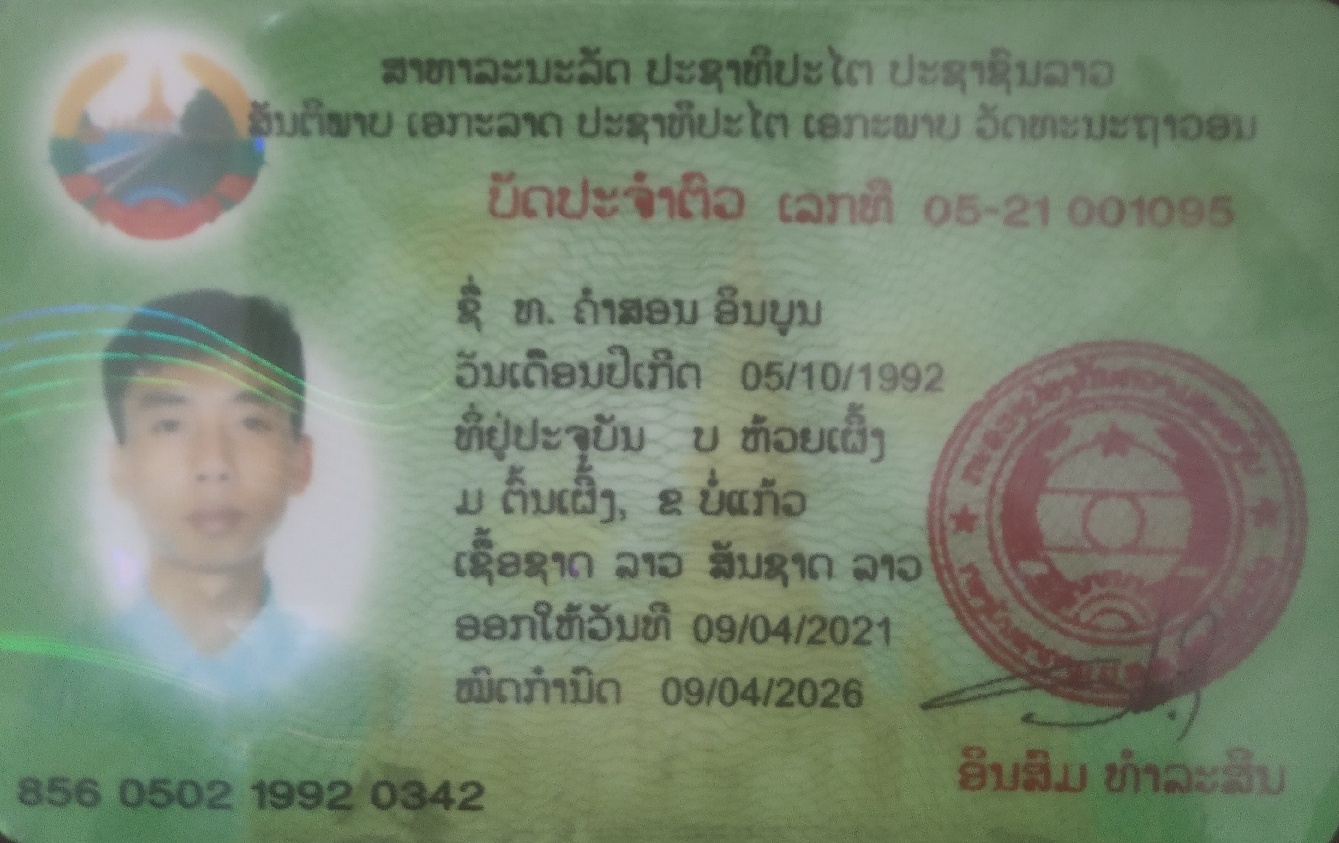 ສາທາລະນະລັດ ປະຊາທິປະໄຕ ປະຊາຊົນລາວ
ສັນຕິພາບ ເອກະລາດ ປະຊາທິປະໄຕ ເອກະພາບ ວັດທະນະຖາວອນ
ບັດປະຈຳຕົວ ເລກທີ 05-21 001095
ຊື່ ທ. ຄຳສອນ ອິນບູນ
ວັນເດືອນປີເກີດ 05/10/1992
ທີ່ຢູ່ປະຈຸບັນ ບ ຫ້ວຍເຜິ້ງ
ມ ຕົ້ນເຜິ້ງ, ຂ ບໍ່ແກ້ວ
ເຊື້ອຊາດ ລາວ ສັນຊາດ ລາວ
ອອກໃຫ້ວັນທີ 09/04/2021
ໝົດກຳນົດ 09/04/2026
856 0502 1992 0342
ອິນສົມ ທຳລະສິນ